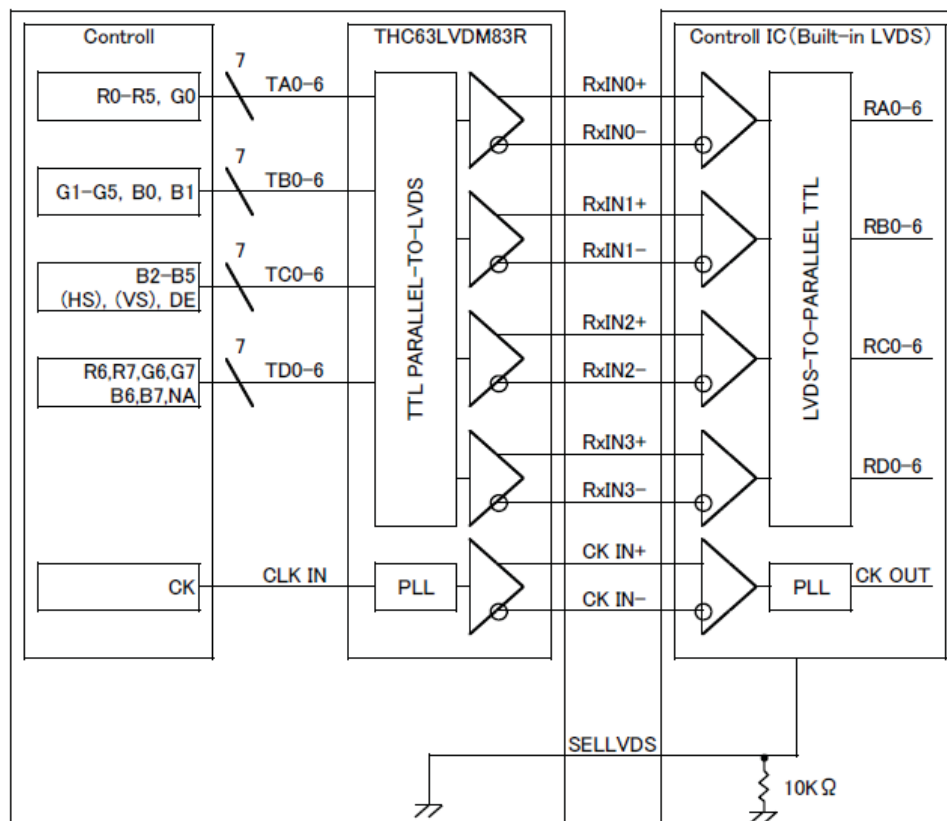 Controll
THC63LVDM83R
Controll IC(Built-in LVDS)
R0-R5, G0
7
TA0-6
RxIN0+
RxIN0-
RA0-6
G1-G5, B0, B1
7
TB0-6
RxIN1+
RxIN1-
RB0-6
B2-B5
(HS), (VS), DE
7
TC0-6
RxIN2+
RxIN2-
RC0-6
R6,R7,G6,G7
B6,B7,NA
7
TD0-6
RxIN3+
RxIN3-
RD0-6
TTL PARALLEL-TO-LVDS
LVDS-TO-PARALLEL TTL
CK
CLK IN
PLL
CK IN+
CK IN-
PLL
CK OUT
SELLVDS
10KΩ